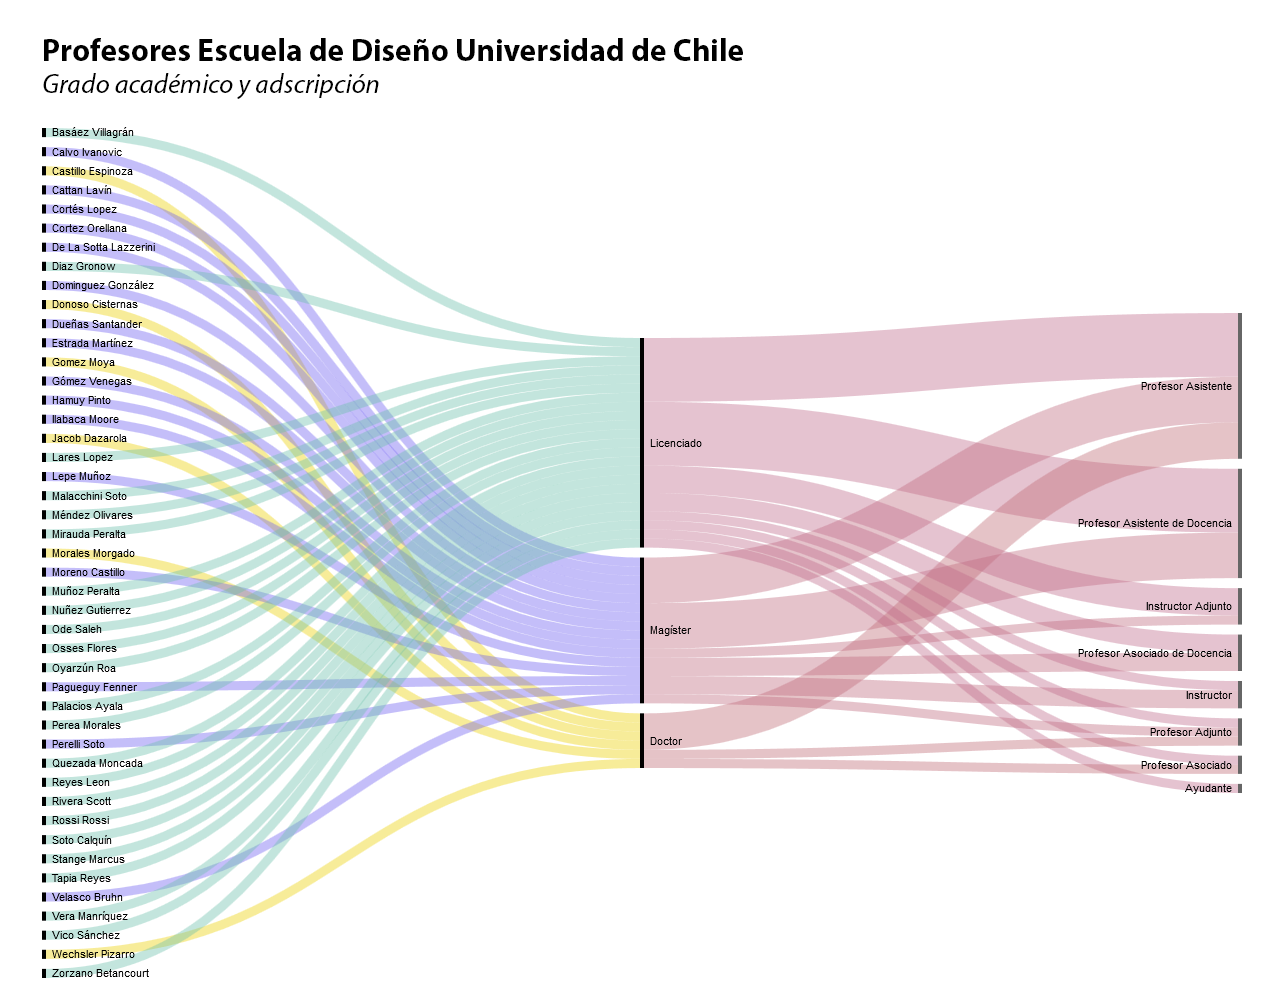 Profesores Escuela de Diseño Universidad de Chile
Grado académico y adscripción
Basáez Villagrán
Calvo Ivanovic
Castillo Espinoza
Cattan Lavín
Cortés Lopez
Cortez Orellana
De La Sotta Lazzerini
Diaz Gronow
Dominguez González
Donoso Cisternas
Dueñas Santander
Estrada Martínez
Gomez Moya
Gómez Venegas
Hamuy Pinto
Ilabaca Moore
Jacob Dazarola
Lares Lopez
Lepe Muñoz
Malacchini Soto
Méndez Olivares
Mirauda Peralta
Morales Morgado
Moreno Castillo
Muñoz Peralta
Nuñez Gutierrez
Ode Saleh
Osses Flores
Oyarzún Roa
Pagueguy Fenner
Palacios Ayala
Perea Morales
Perelli Soto
Quezada Moncada
Reyes Leon
Rivera Scott
Rossi Rossi
Soto Calquín
Stange Marcus
Tapia Reyes
Velasco Bruhn
Vera Manríquez
Vico Sánchez
Wechsler Pizarro
Zorzano Betancourt
Licenciado
Magíster
Doctor
Profesor Asistente
Profesor Asistente de Docencia
Instructor Adjunto
Profesor Asociado de Docencia
Instructor
Profesor Adjunto
Profesor Asociado
Ayudante